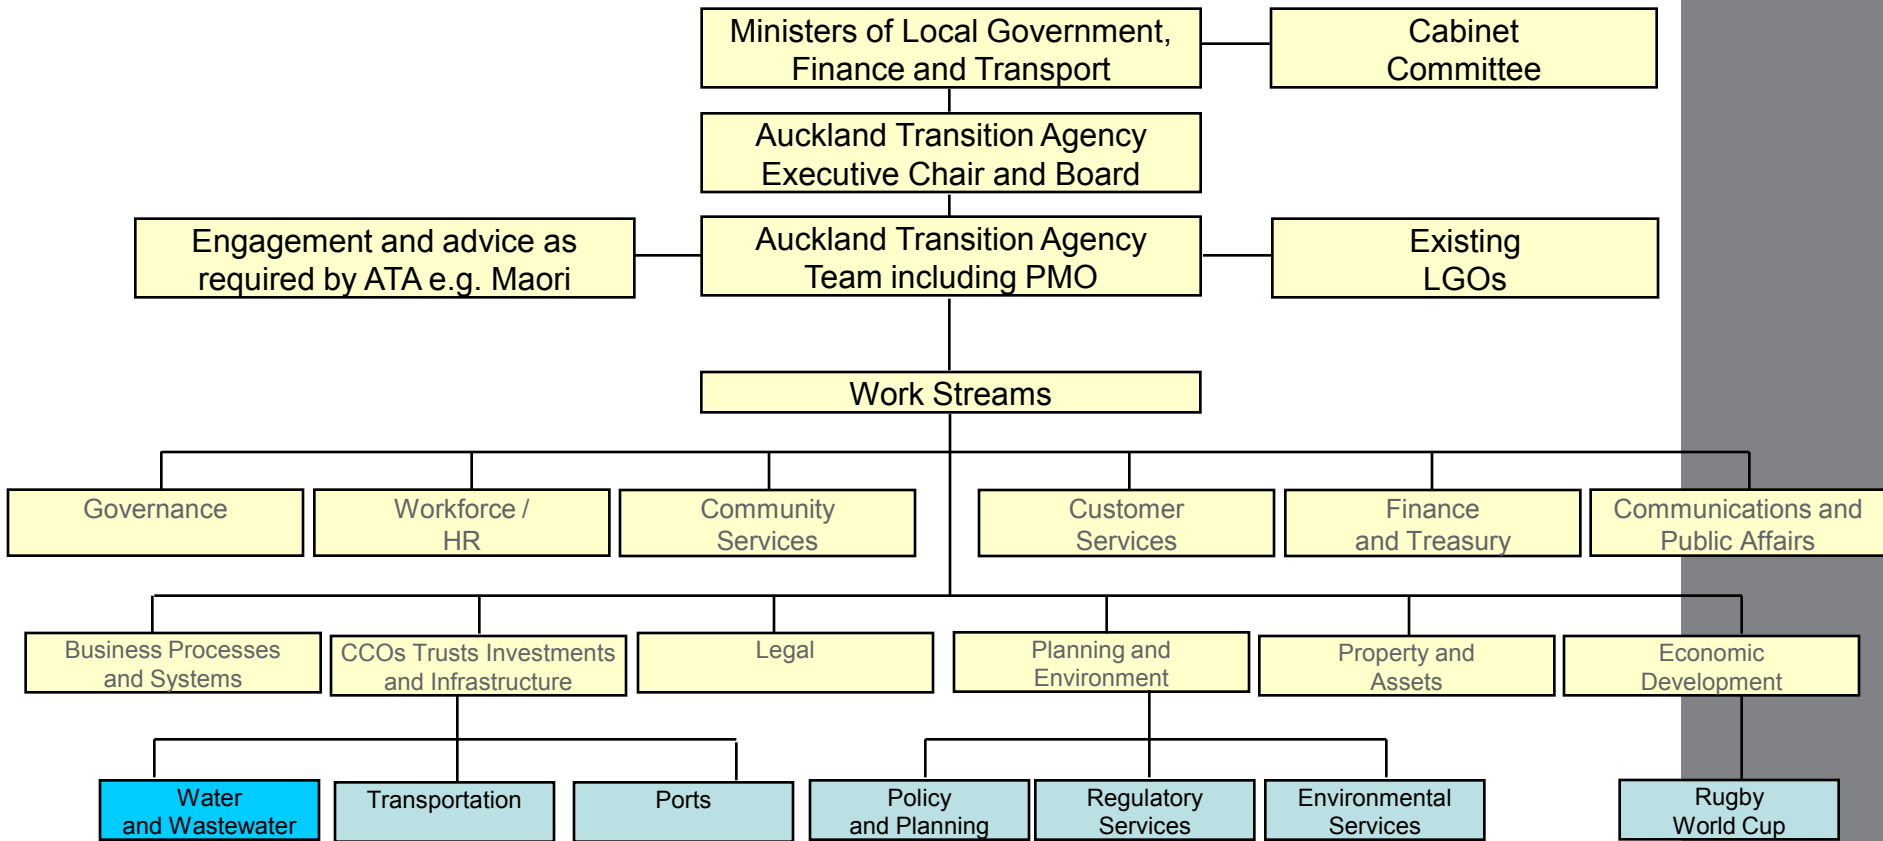 Ministers of Local Government,
Finance and Transport
Cabinet
Committee
Auckland Transition Agency
Executive Chair and Board
Engagement and advice as
required by ATA e.g. Maori
Auckland Transition Agency
Team including PMO
Existing
LGOs
Work Streams
Governance
Workforce /
HR
Community
Services
Customer
Services
Finance
and Treasury
Communications and
Public Affairs
Business Processes
and Systems
CCOs Trusts Investments
and Infrastructure
Legal
Planning and
Environment
Property and
Assets
Economic
Development
Water
and Wastewater
Transportation
Ports
Policy
and Planning
Regulatory
Services
Environmental
Services
Rugby
World Cup